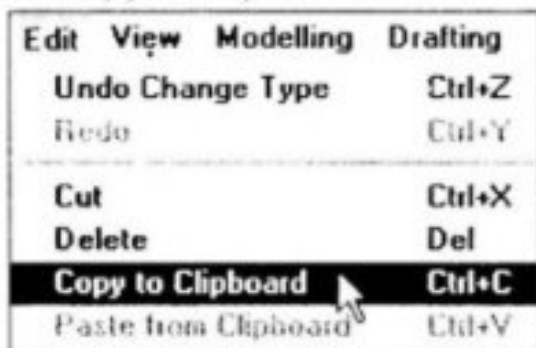 Edit View Modelling Drafting
Undo Change Type Ctrl+Z
Redo Ctrl+Y
Cut Ctrl+X
Delete Del
Copy to Clipboard Ctrl+C
Paste from Clipboard Ctrl+V